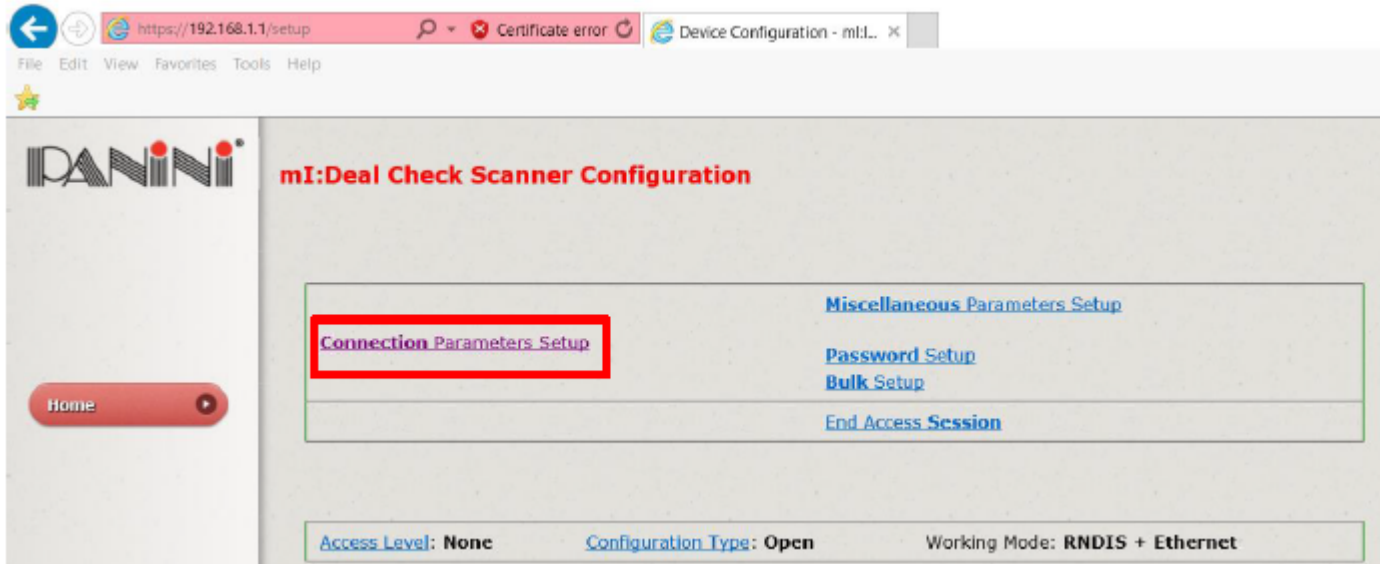 https://192.168.1.1/setup
Certificate error
Device Configuration - mI:I...
File Edit View Favorites Tools Help
PANINI®
mI:Deal Check Scanner Configuration
Connection Parameters Setup
Miscellaneous Parameters Setup
Password Setup
Bulk Setup
Home
End Access Session
Access Level: None Configuration Type: Open Working Mode: RNDIS + Ethernet